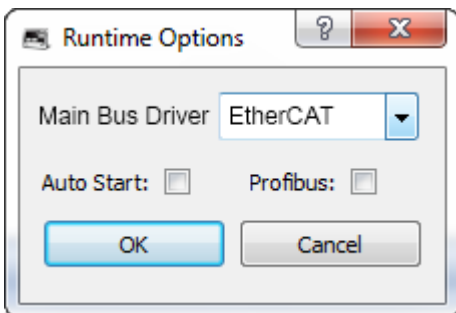 Runtime Options
Main Bus Driver EtherCAT
Auto Start: Profibus:
OK Cancel